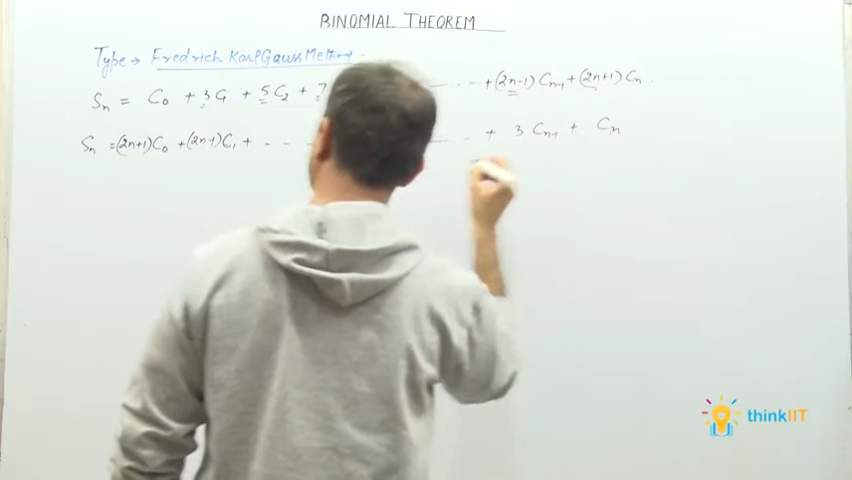 BINOMIAL THEOREM
Type → Fredrich Karl Gauss Method.
Sₙ = C₀ + 3C₁ + 5C₂ + 7 ... + (2n-1) Cₙ₋₁ + (2n+1) Cₙ.
Sₙ = (2n+1)C₀ + (2n-1)C₁ + ... + 3 Cₙ₋₁ + Cₙ
thinkIIT